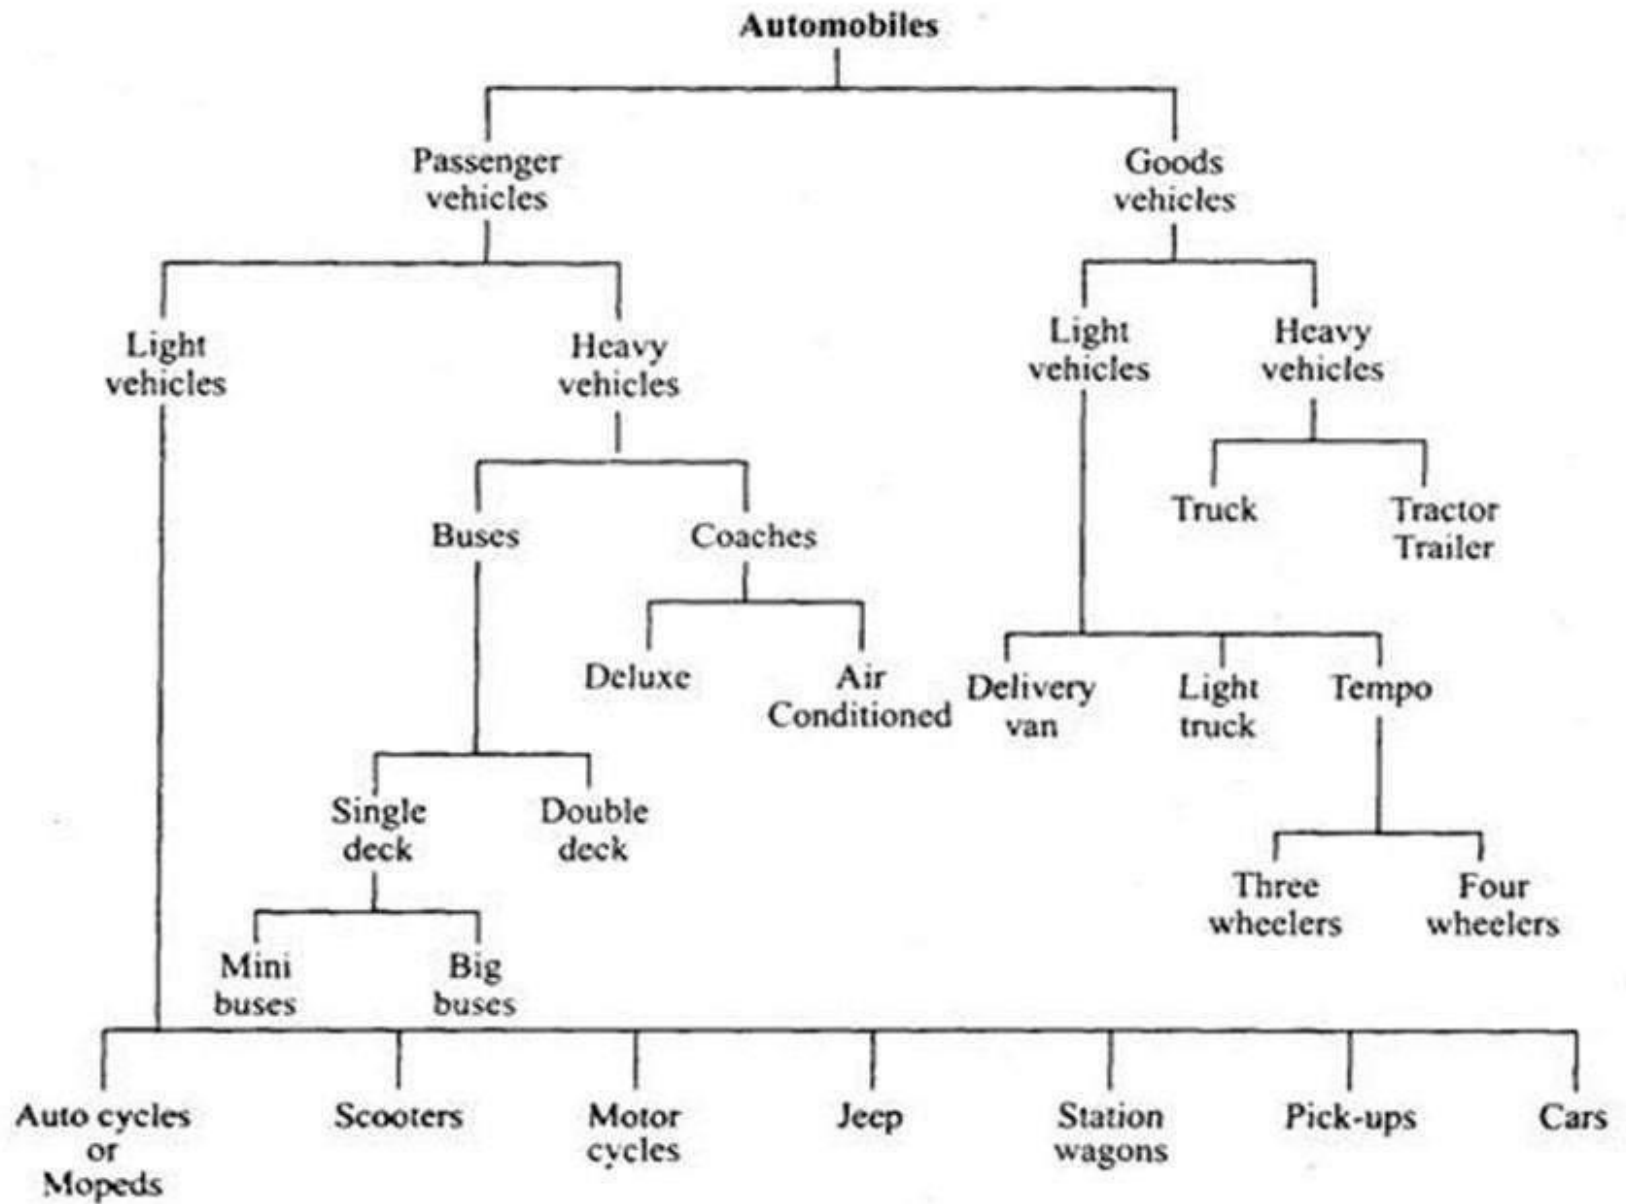 Automobiles
Passenger
vehicles
Goods
vehicles
Light
vehicles
Heavy
vehicles
Light
vehicles
Heavy
vehicles
Buses
Coaches
Truck
Tractor
Trailer
Deluxe
Air
Conditioned
Delivery
van
Light
truck
Tempo
Single
deck
Double
deck
Three
wheelers
Four
wheelers
Mini
buses
Big
buses
Auto cycles
or
Mopeds
Scooters
Motor
cycles
Jeep
Station
wagons
Pick-ups
Cars